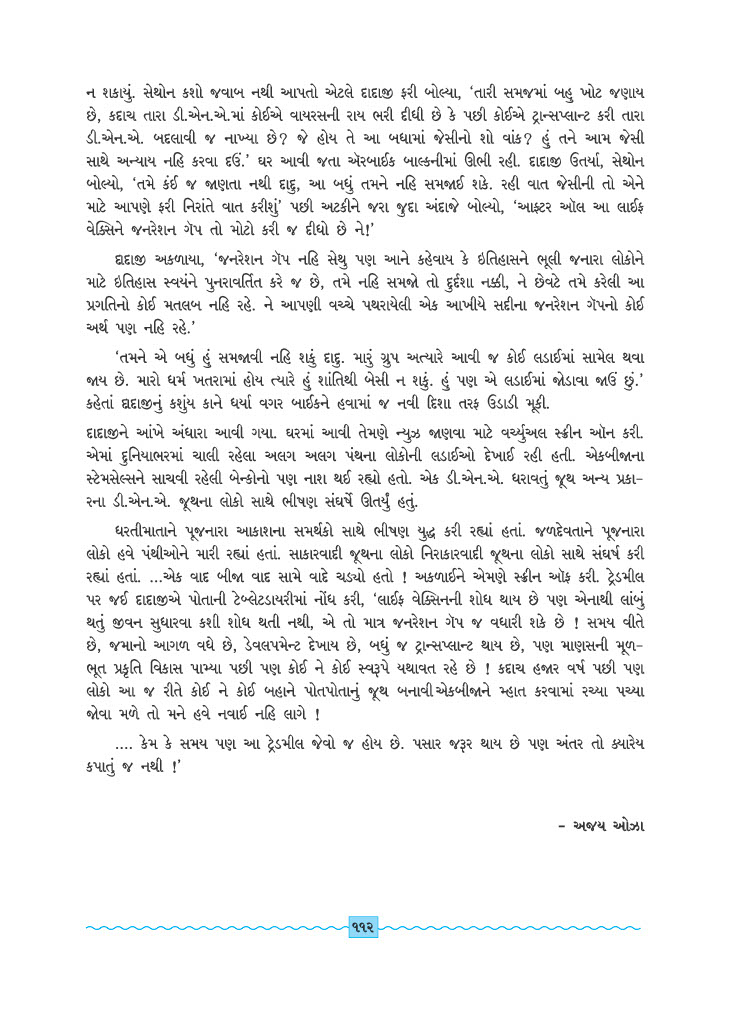 ન શકાયું. સેથોન કશો જવાબ નથી આપતો એટલે દાદાજી ફરી બોલ્યા, ‘તારી સમજમાં બહુ ખોટ જણાય
છે, કદાચ તારા ડી.એન.એ.માં કોઈએ વાયરસની રાય ભરી દીધી છે કે પછી કોઈએ ટ્રાન્સપ્લાન્ટ કરી તારા
ડી.એન.એ. બદલાવી જ નાખ્યા છે? જે હોય તે આ બધામાં જેસીનો શો વાંક? હું તને આમ જેસી
સાથે અન્યાય નહિ કરવા દઉં.’ ઘર આવી જતા ઍરબાઈક બાલ્કનીમાં ઊભી રહી. દાદાજી ઉતર્યા, સેથોન
બોલ્યો, ‘તમે કંઈ જ જાણતા નથી દાદુ, આ બધું તમને નહિ સમજાઈ શકે. રહી વાત જેસીની તો એને
માટે આપણે ફરી નિરાંતે વાત કરીશું’ પછી અટકીને જરા જુદા અંદાજે બોલ્યો, ‘આફ્ટર ઑલ આ લાઈફ
વેક્સિને જનરેશન ગૅપ તો મોટો કરી જ દીધો છે ને!’
દાદાજી અકળાયા, ‘જનરેશન ગૅપ નહિ સેથુ પણ આને કહેવાય કે ઇતિહાસને ભૂલી જનારા લોકોને
માટે ઇતિહાસ સ્વયંને પુનરાવર્તિત કરે જ છે, તમે નહિ સમજો તો દુર્દશા નક્કી, ને છેવટે તમે કરેલી આ
પ્રગતિનો કોઈ મતલબ નહિ રહે. ને આપણી વચ્ચે પથરાયેલી એક આખીયે સદીના જનરેશન ગૅપનો કોઈ
અર્થ પણ નહિ રહે.’
‘તમને એ બધું હું સમજાવી નહિ શકું દાદુ. મારું ગ્રુપ અત્યારે આવી જ કોઈ લડાઈમાં સામેલ થવા
જાય છે. મારો ધર્મ ખતરામાં હોય ત્યારે હું શાંતિથી બેસી ન શકું. હું પણ એ લડાઈમાં જોડાવા જાઉં છું.’
કહેતાં દાદાજીનું કશુંય કાને ધર્યા વગર બાઈકને હવામાં જ નવી દિશા તરફ ઉડાડી મૂકી.
દાદાજીને આંખે અંધારા આવી ગયા. ઘરમાં આવી તેમણે ન્યુઝ જાણવા માટે વર્ચ્યુઅલ સ્ક્રીન ઑન કરી.
એમાં દુનિયાભરમાં ચાલી રહેલા અલગ અલગ પંથના લોકોની લડાઈઓ દેખાઈ રહી હતી. એકબીજાના
સ્ટેમસેલ્સને સાચવી રહેલી બેન્કોનો પણ નાશ થઈ રહ્યો હતો. એક ડી.એન.એ. ધરાવતું જૂથ અન્ય પ્રકા-
રના ડી.એન.એ. જૂથના લોકો સાથે ભીષણ સંઘર્ષે ઊતર્યું હતું.
ધરતીમાતાને પૂજનારા આકાશના સમર્થકો સાથે ભીષણ યુદ્ધ કરી રહ્યાં હતાં. જળદેવતાને પૂજનારા
લોકો હવે પંથીઓને મારી રહ્યાં હતાં. સાકારવાદી જૂથના લોકો નિરાકારવાદી જૂથના લોકો સાથે સંઘર્ષ કરી
રહ્યાં હતાં. ...એક વાદ બીજા વાદ સામે વાદે ચડ્યો હતો ! અકળાઈને એમણે સ્ક્રીન ઑફ કરી. ટ્રેડમીલ
પર જઈ દાદાજીએ પોતાની ટેબ્લેટડાયરીમાં નોંધ કરી, ‘લાઈફ વેક્સિનની શોધ થાય છે પણ એનાથી લાંબું
થતું જીવન સુધારવા કશી શોધ થતી નથી, એ તો માત્ર જનરેશન ગૅપ જ વધારી શકે છે ! સમય વીતે
છે, જમાનો આગળ વધે છે, ડેવલપમેન્ટ દેખાય છે, બધું જ ટ્રાન્સપ્લાન્ટ થાય છે, પણ માણસની મૂળ-
ભૂત પ્રકૃતિ વિકાસ પામ્યા પછી પણ કોઈ ને કોઈ સ્વરૂપે યથાવત રહે છે ! કદાચ હજાર વર્ષ પછી પણ
લોકો આ જ રીતે કોઈ ને કોઈ બહાને પોતપોતાનું જૂથ બનાવી એકબીજાને મ્હાત કરવામાં રચ્યા પચ્યા
જોવા મળે તો મને હવે નવાઈ નહિ લાગે !
.... કેમ કે સમય પણ આ ટ્રેડમીલ જેવો જ હોય છે. પસાર જરૂર થાય છે પણ અંતર તો ક્યારેય
કપાતું જ નથી !’
- અજય ઓઝા
૧૧૨